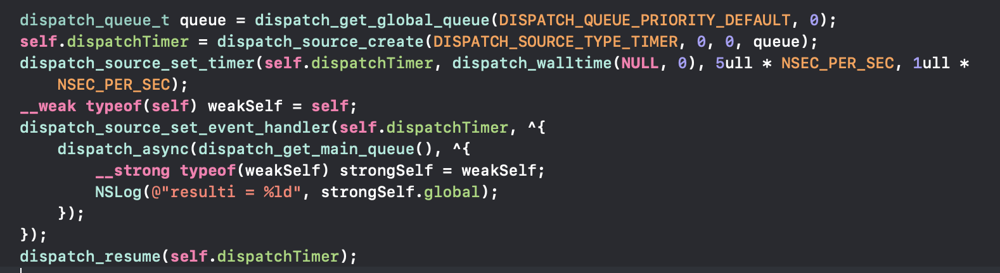 dispatch_queue_t queue = dispatch_get_global_queue(DISPATCH_QUEUE_PRIORITY_DEFAULT, 0);
self.dispatchTimer = dispatch_source_create(DISPATCH_SOURCE_TYPE_TIMER, 0, 0, queue);
dispatch_source_set_timer(self.dispatchTimer, dispatch_walltime(NULL, 0), 5ull * NSEC_PER_SEC, 1ull *
    NSEC_PER_SEC);
__weak typeof(self) weakSelf = self;
dispatch_source_set_event_handler(self.dispatchTimer, ^{
    dispatch_async(dispatch_get_main_queue(), ^{
        __strong typeof(weakSelf) strongSelf = weakSelf;
        NSLog(@"resulti = %ld", strongSelf.global);
    });
});
dispatch_resume(self.dispatchTimer);